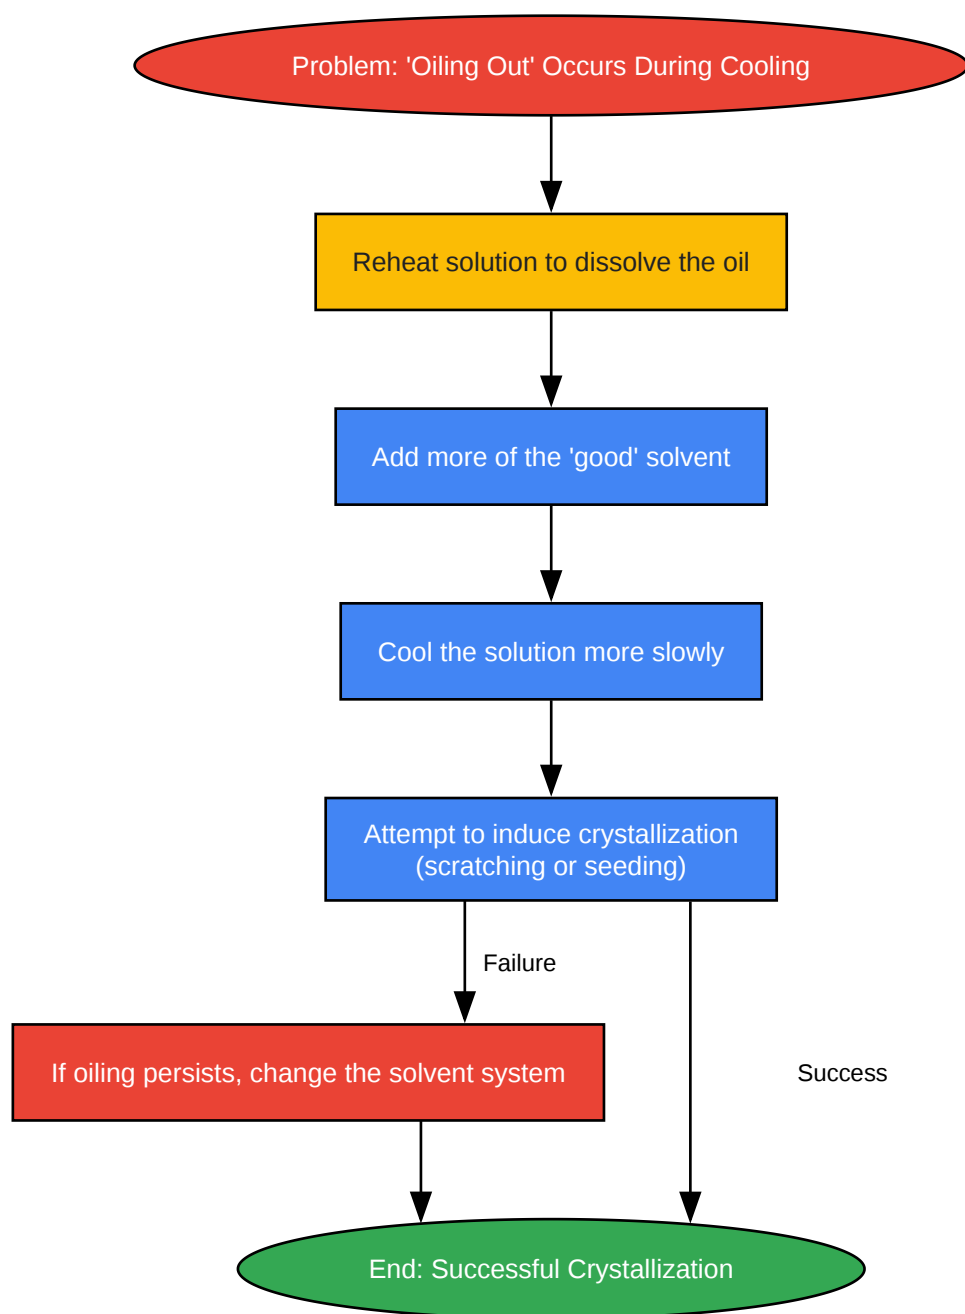 Problem: 'Oiling Out' Occurs During Cooling
Reheat solution to dissolve the oil
Add more of the 'good' solvent
Cool the solution more slowly
Attempt to induce crystallization
(scratching or seeding)
Failure
If oiling persists, change the solvent system
Success
End: Successful Crystallization